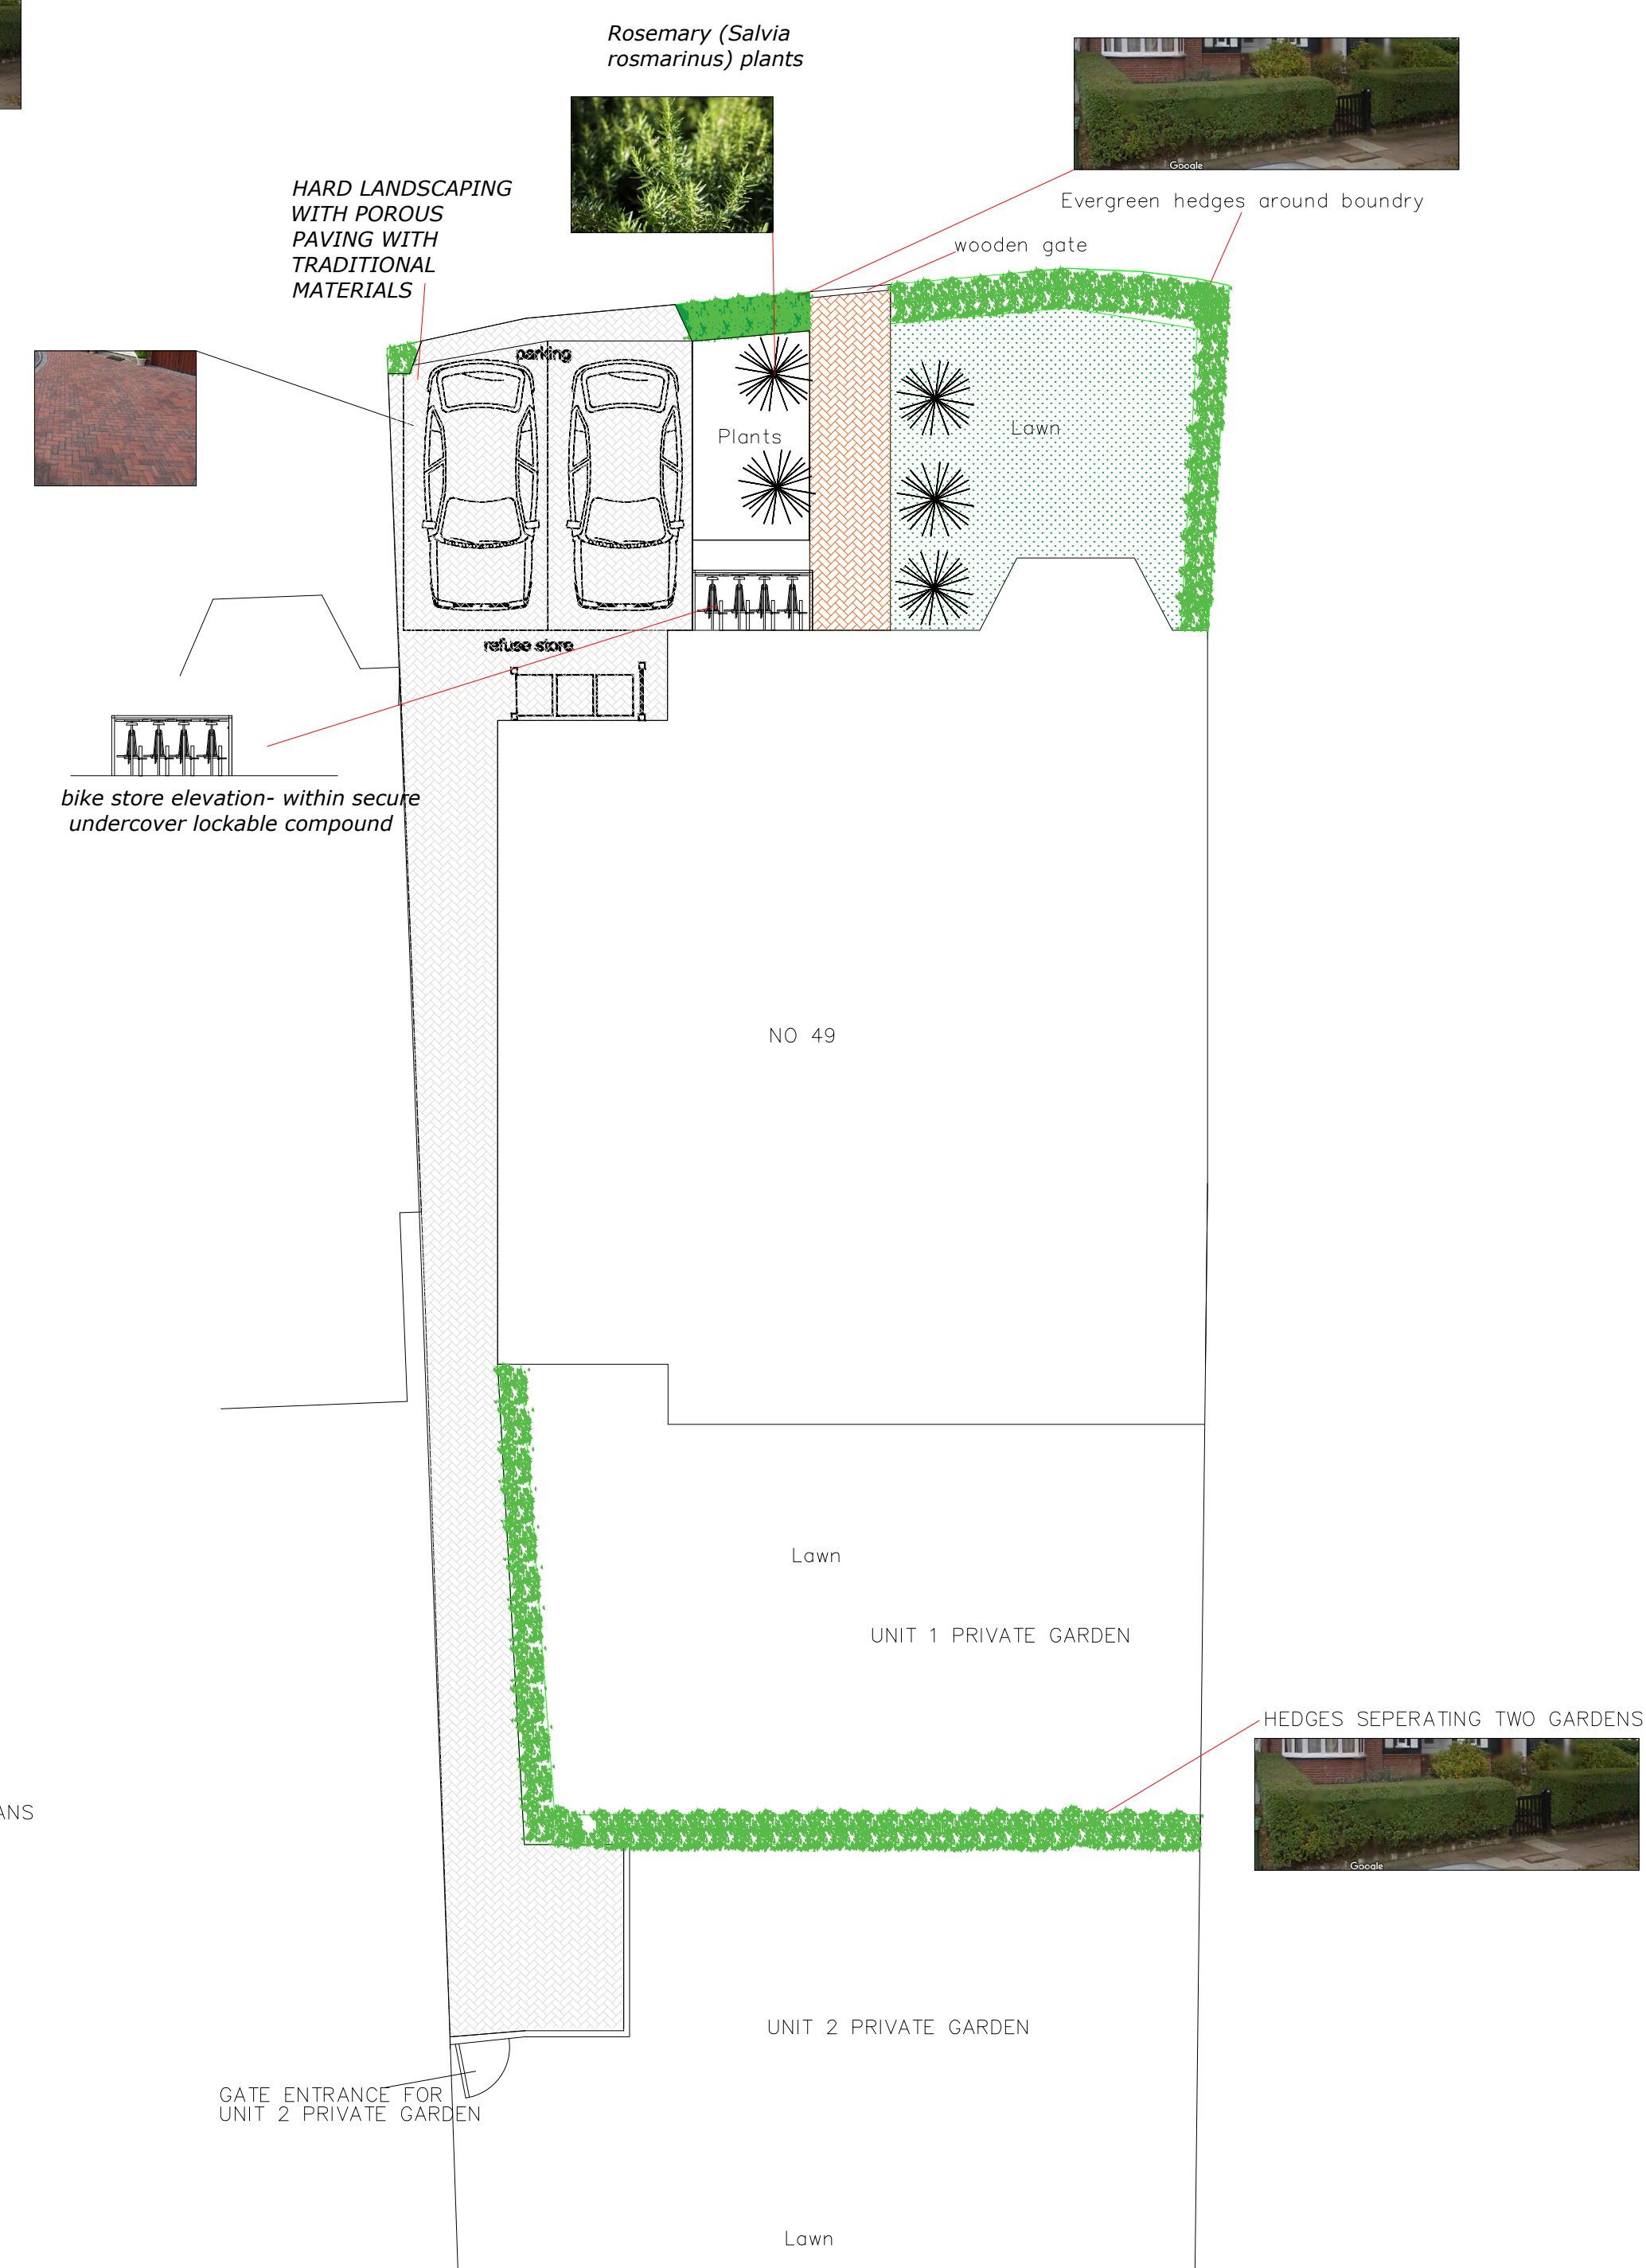 Rosemary (Salvia
rosmarinus) plants
Google
HARD LANDSCAPING
WITH POROUS
PAVING WITH
TRADITIONAL
MATERIALS
Evergreen hedges around boundry
wooden gate
parking
Plants
Lawn
refuse store
bike store elevation- within secure
undercover lockable compound
NO 49
Lawn
UNIT 1 PRIVATE GARDEN
HEDGES SEPERATING TWO GARDENS
Google
ANS
UNIT 2 PRIVATE GARDEN
GATE ENTRANCE FOR
UNIT 2 PRIVATE GARDEN
Lawn